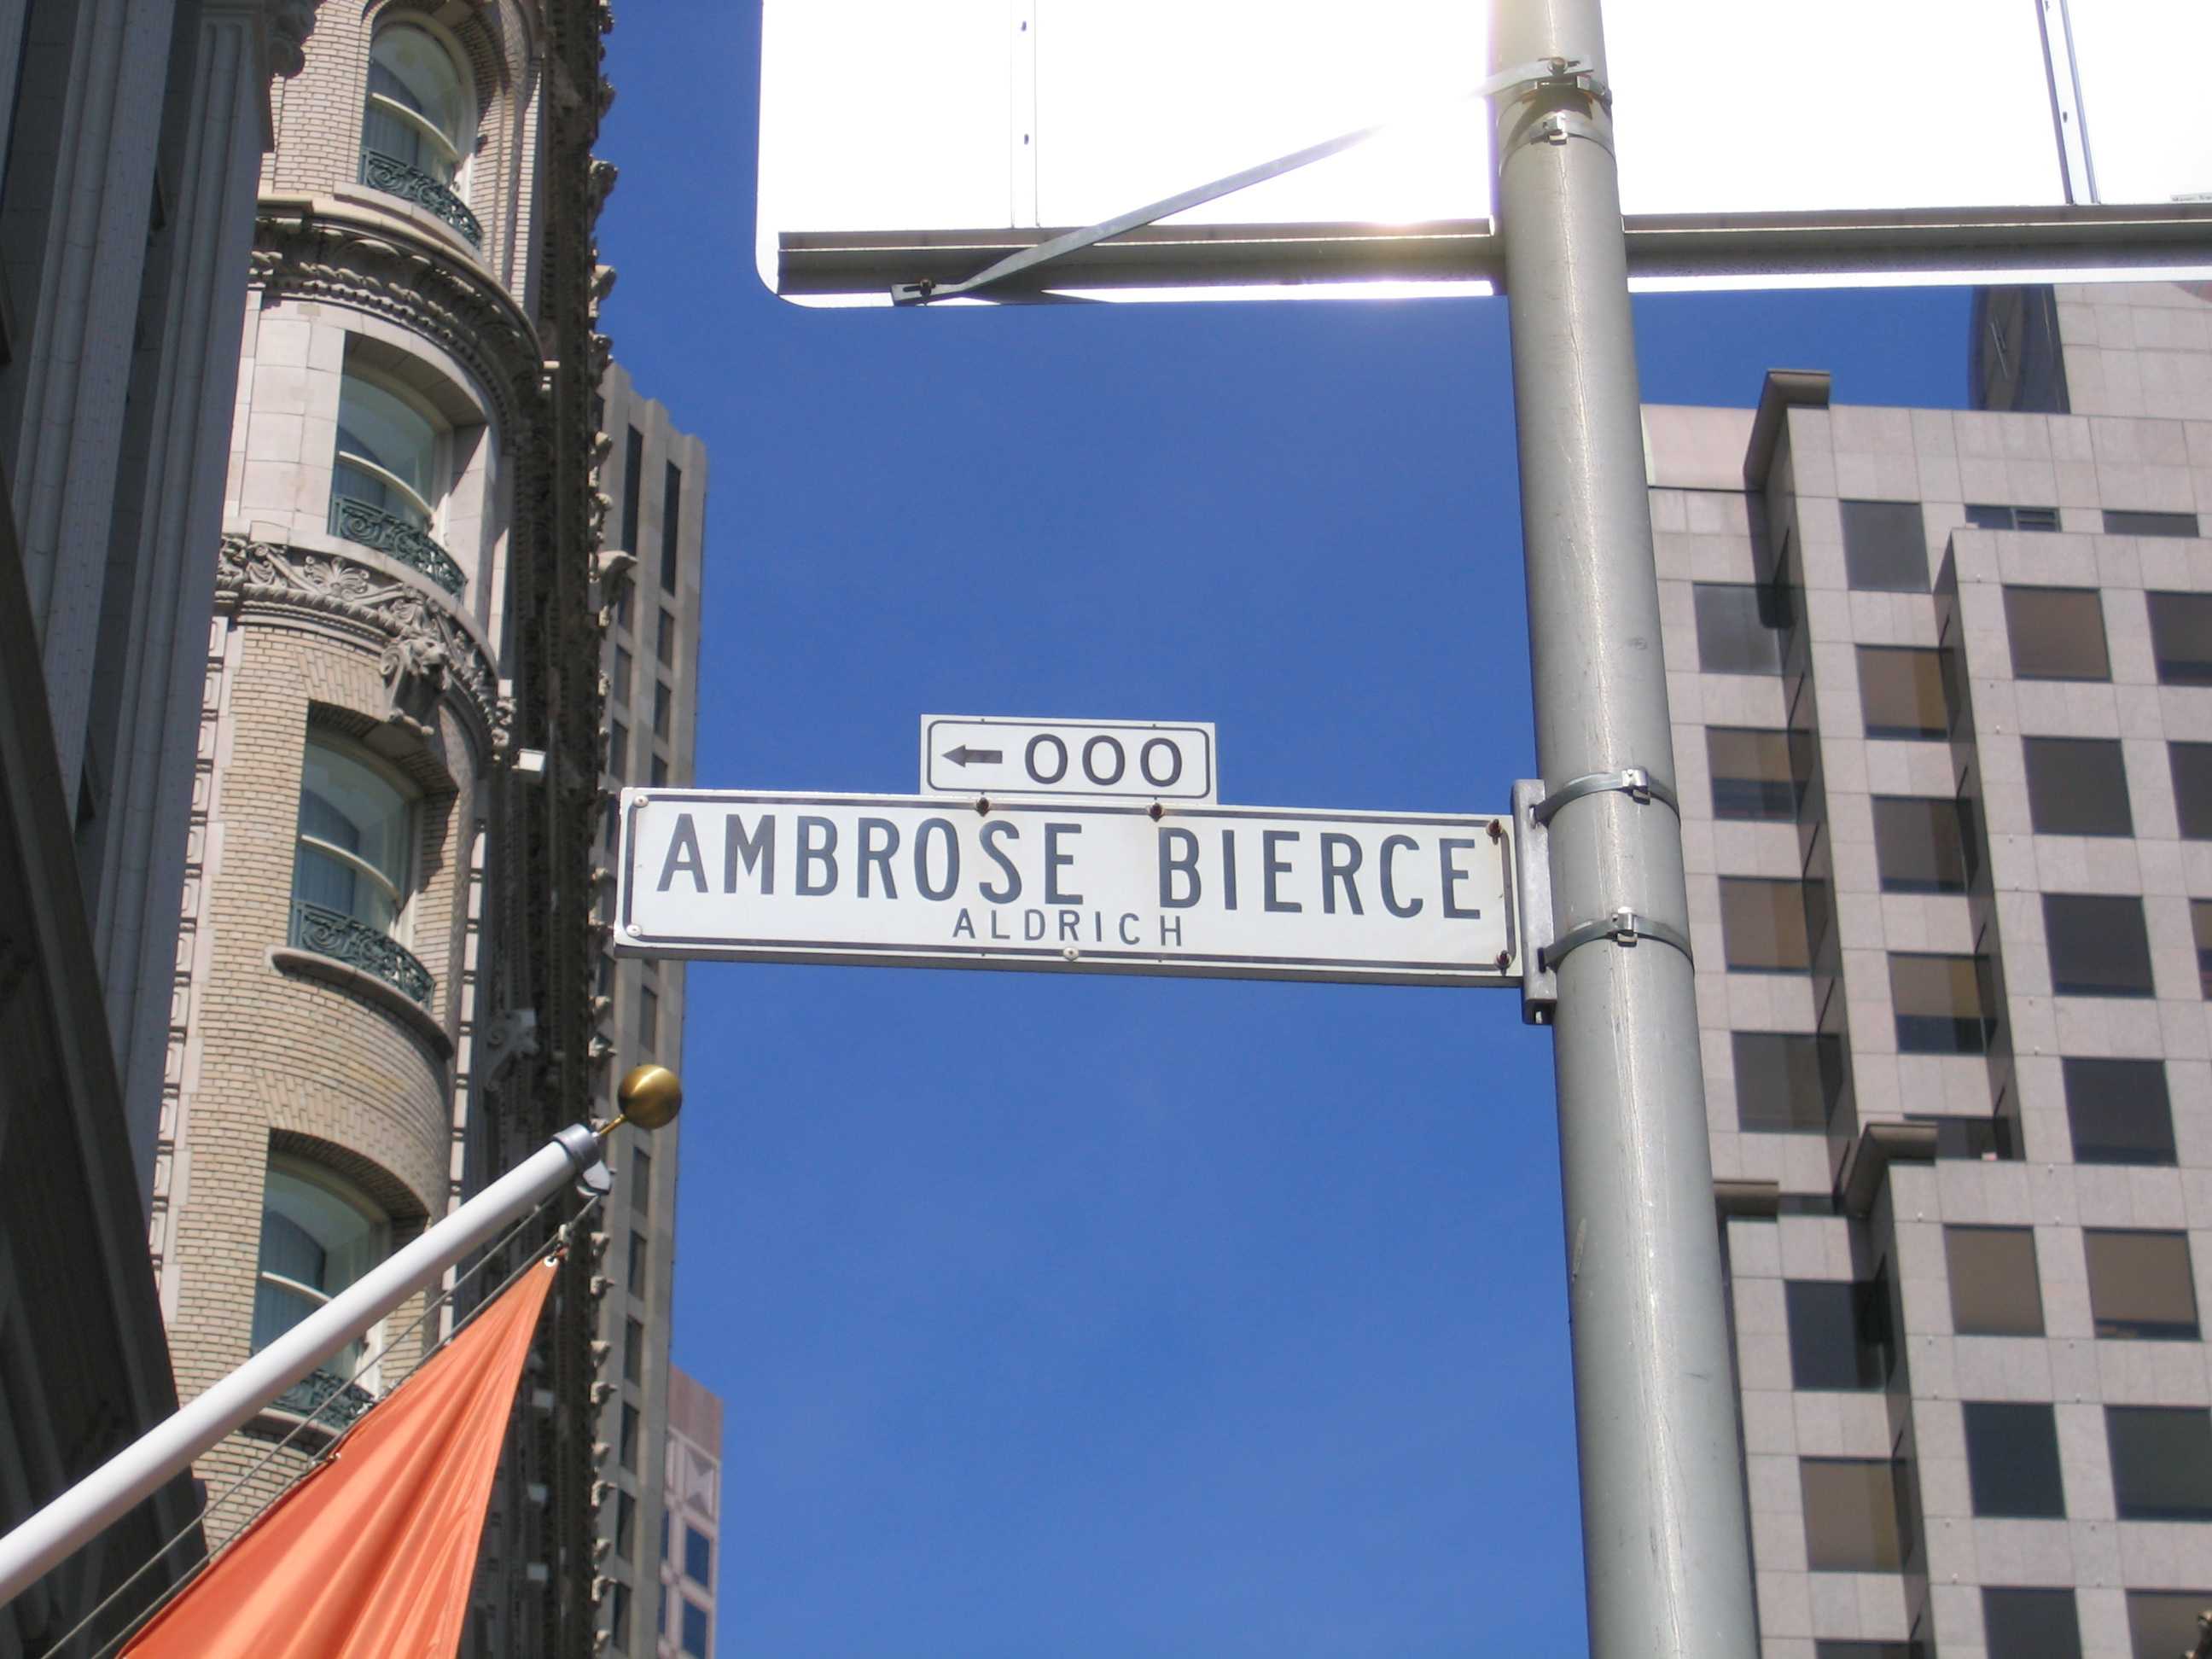 ← 000
AMBROSE BIERCE
ALDRICH